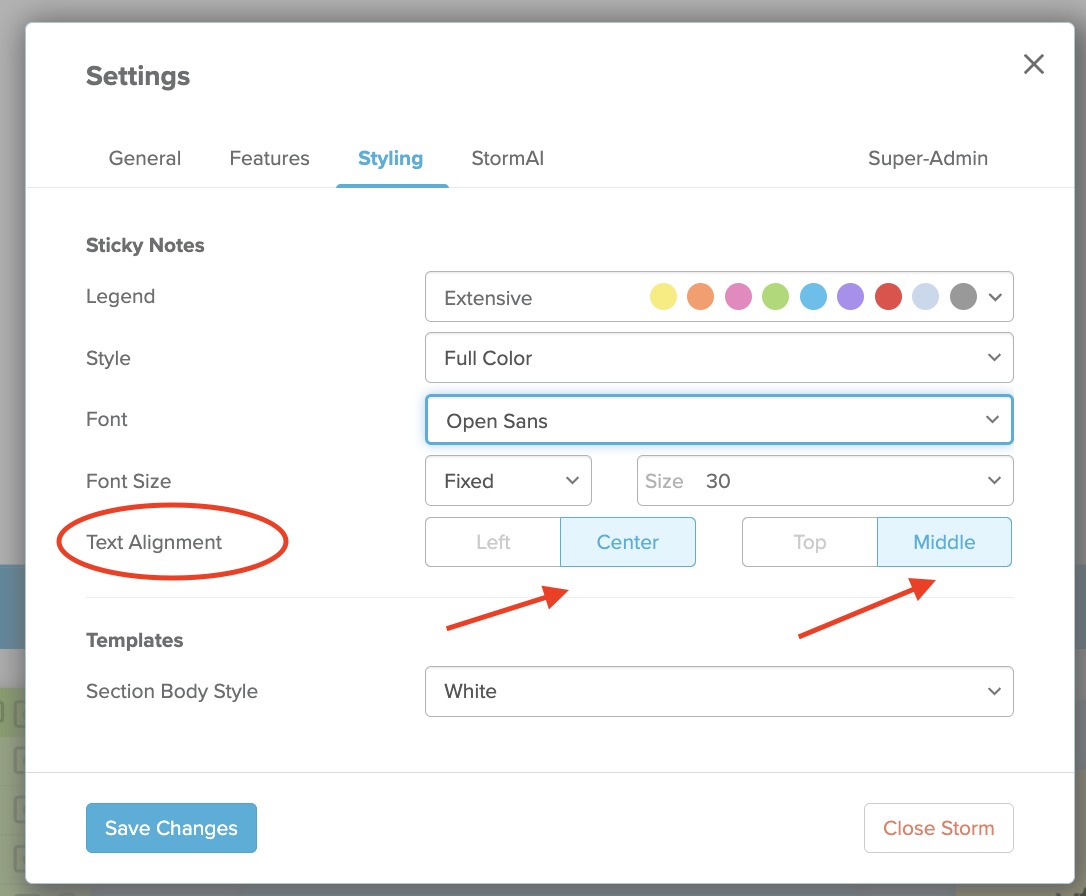 Settings
General Features Styling StormAI Super-Admin
Sticky Notes
Legend Extensive
Style Full Color
Font Open Sans
Font Size Fixed Size 30
Text Alignment Left Center Top Middle
Templates
Section Body Style White
Save Changes Close Storm